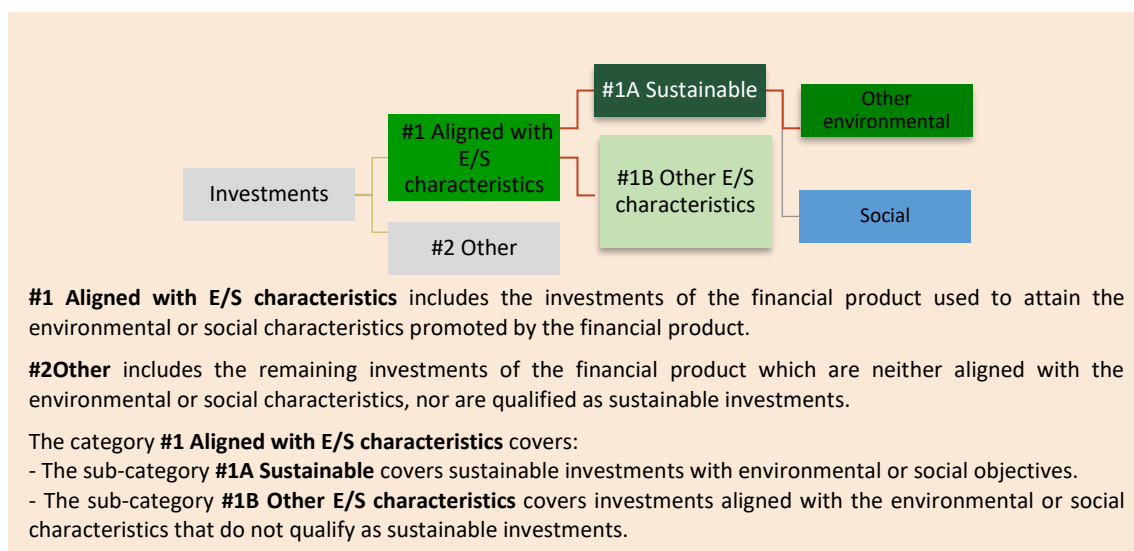 #1A Sustainable
Other
environmental
#1 Aligned with
E/S
characteristics
#1B Other E/S
characteristics
Investments
Social
#2 Other
#1 Aligned with E/S characteristics includes the investments of the financial product used to attain the
environmental or social characteristics promoted by the financial product.
#2Other includes the remaining investments of the financial product which are neither aligned with the
environmental or social characteristics, nor are qualified as sustainable investments.
The category #1 Aligned with E/S characteristics covers:
- The sub-category #1A Sustainable covers sustainable investments with environmental or social objectives.
- The sub-category #1B Other E/S characteristics covers investments aligned with the environmental or social
characteristics that do not qualify as sustainable investments.